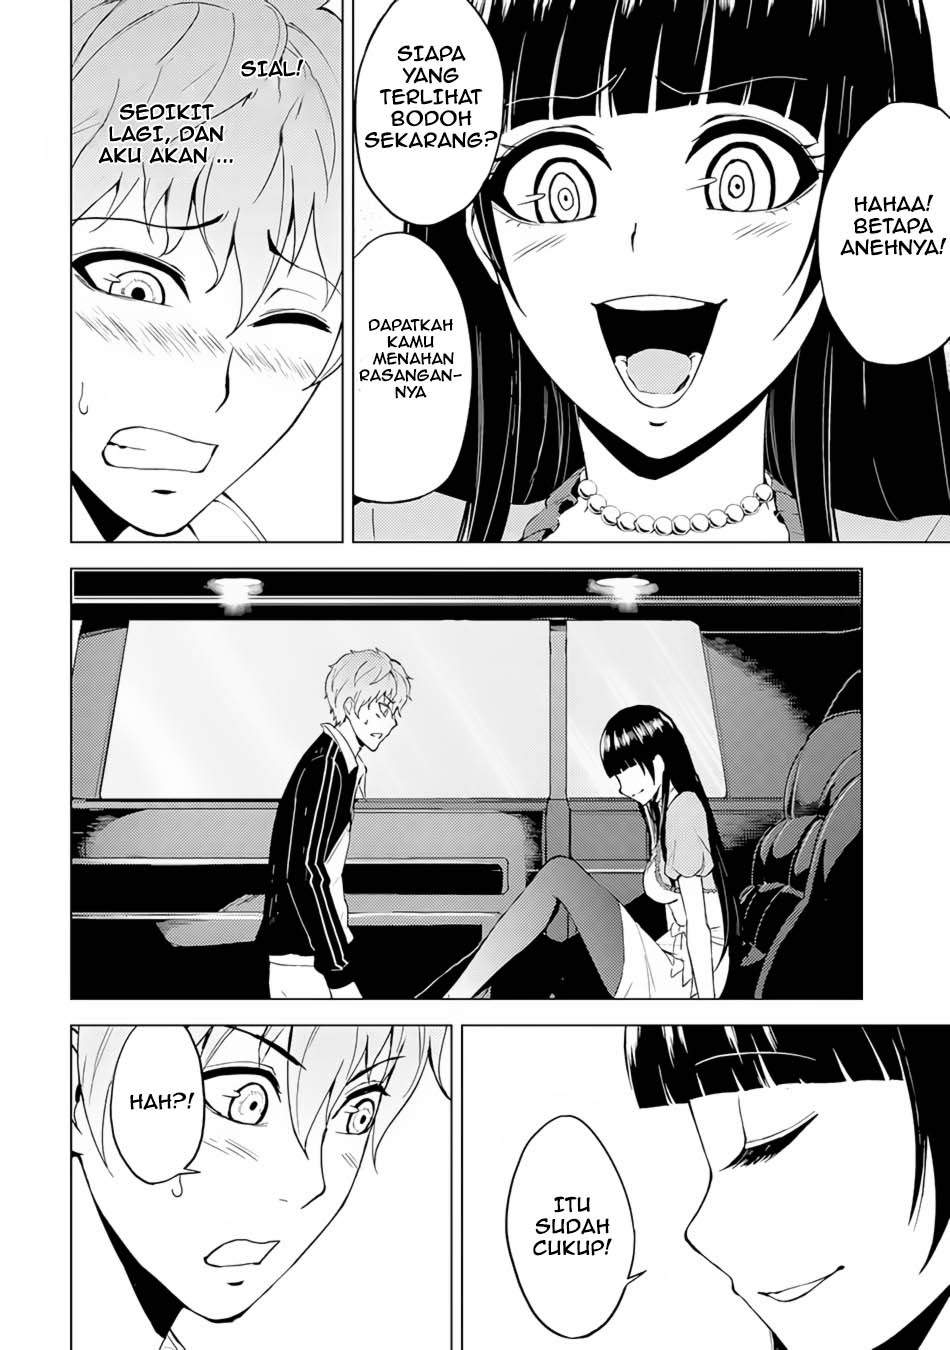 HAHAA!
BETAPA
ANEHNYA!
SIAPA
YANG
TERLIHAT
BODOH
SEKARANG?
DAPATKAH
KAMU
MENAHAN
RASANGAN-
NYA
SIAL!
SEDIKIT
LAGI, DAN
AKU AKAN ...
ITU
SUDAH
CUKUP!
HAH?!